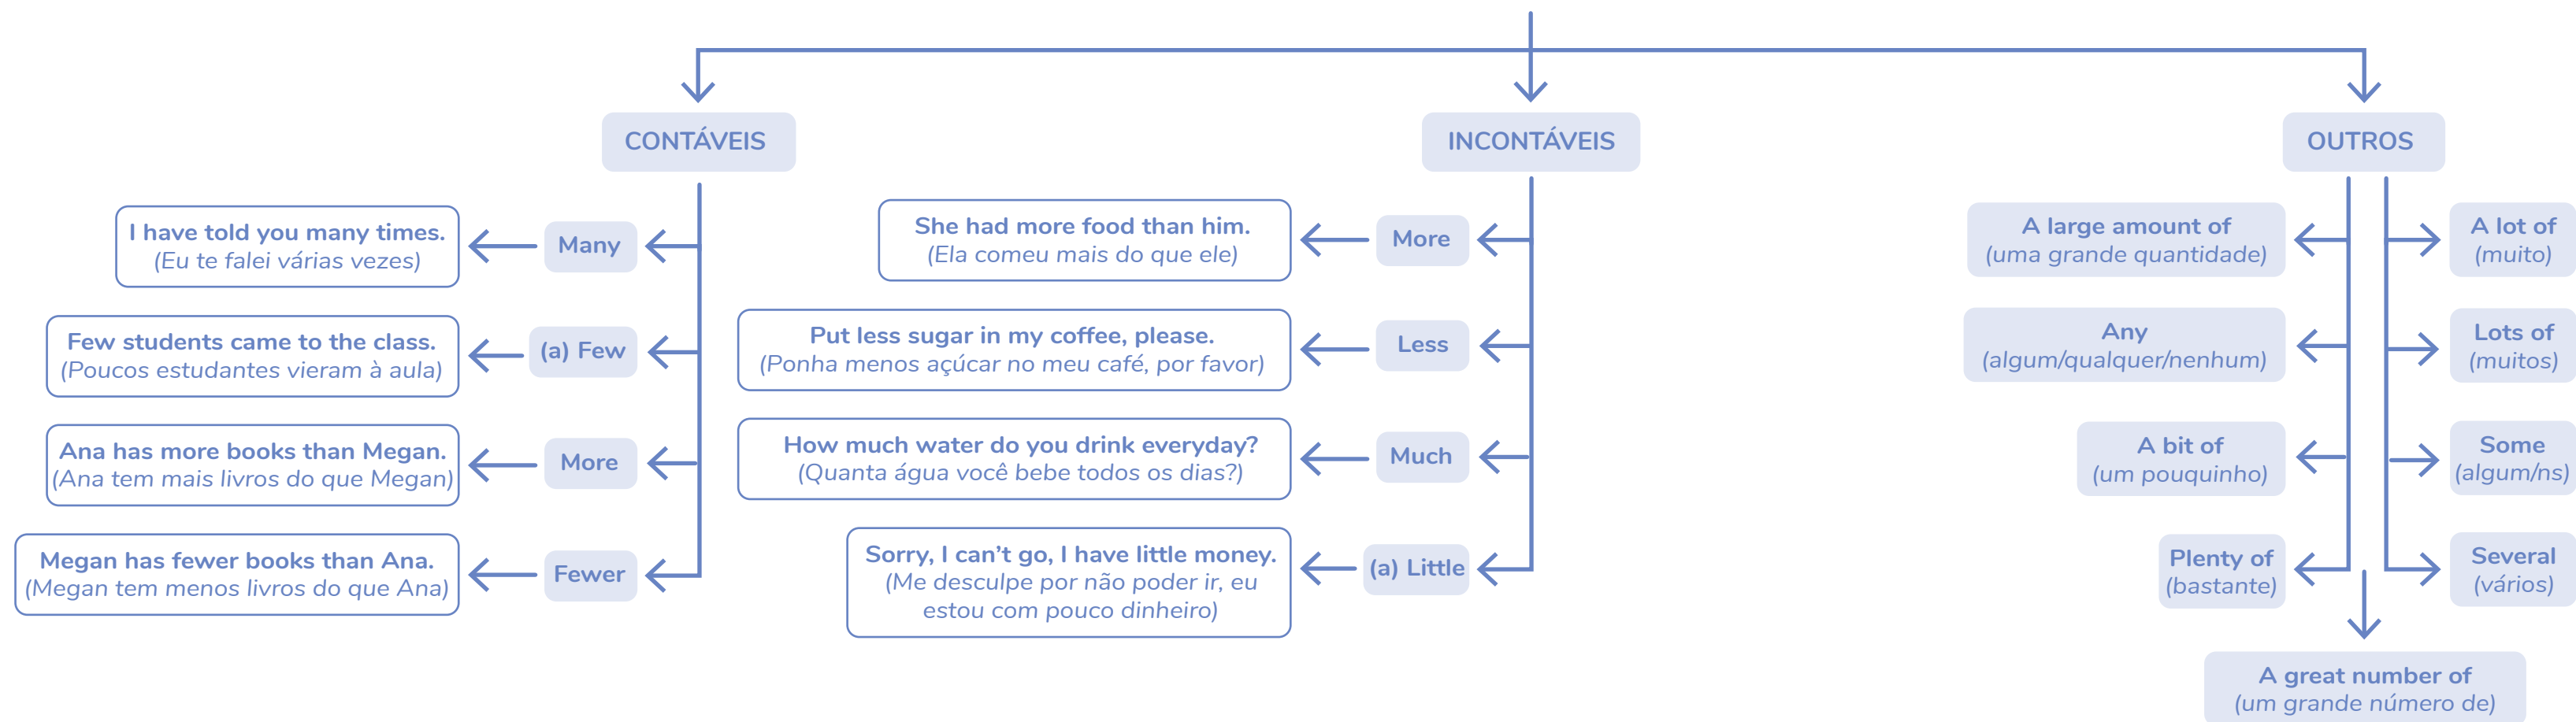 CONTÁVEIS
Many
I have told you many times.
(Eu te falei várias vezes)
(a) Few
Few students came to the class.
(Poucos estudantes vieram à aula)
More
Ana has more books than Megan.
(Ana tem mais livros do que Megan)
Fewer
Megan has fewer books than Ana.
(Megan tem menos livros do que Ana)
INCONTÁVEIS
More
She had more food than him.
(Ela comeu mais do que ele)
Less
Put less sugar in my coffee, please.
(Ponha menos açúcar no meu café, por favor)
Much
How much water do you drink everyday?
(Quanta água você bebe todos os dias?)
(a) Little
Sorry, I can’t go, I have little money.
(Me desculpe por não poder ir, eu
estou com pouco dinheiro)
OUTROS
A large amount of
(uma grande quantidade)
Any
(algum/qualquer/nenhum)
A bit of
(um pouquinho)
Plenty of
(bastante)
A lot of
(muito)
Lots of
(muitos)
Some
(algum/ns)
Several
(vários)
A great number of
(um grande número de)